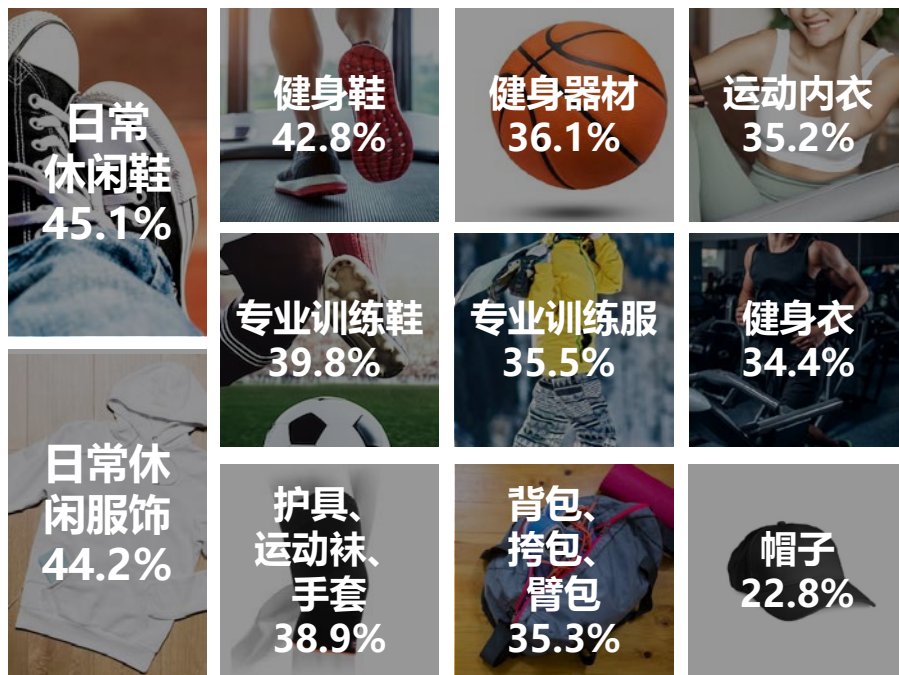 日常
休闲鞋
45.1%
日常休
闲服饰
44.2%
健身鞋
42.8%
专业训练鞋
39.8%
护具、
运动袜、
手套
38.9%
健身器材
36.1%
专业训练服
35.5%
背包、
挎包、
臂包
35.3%
运动内衣
35.2%
健身衣
34.4%
帽子
22.8%